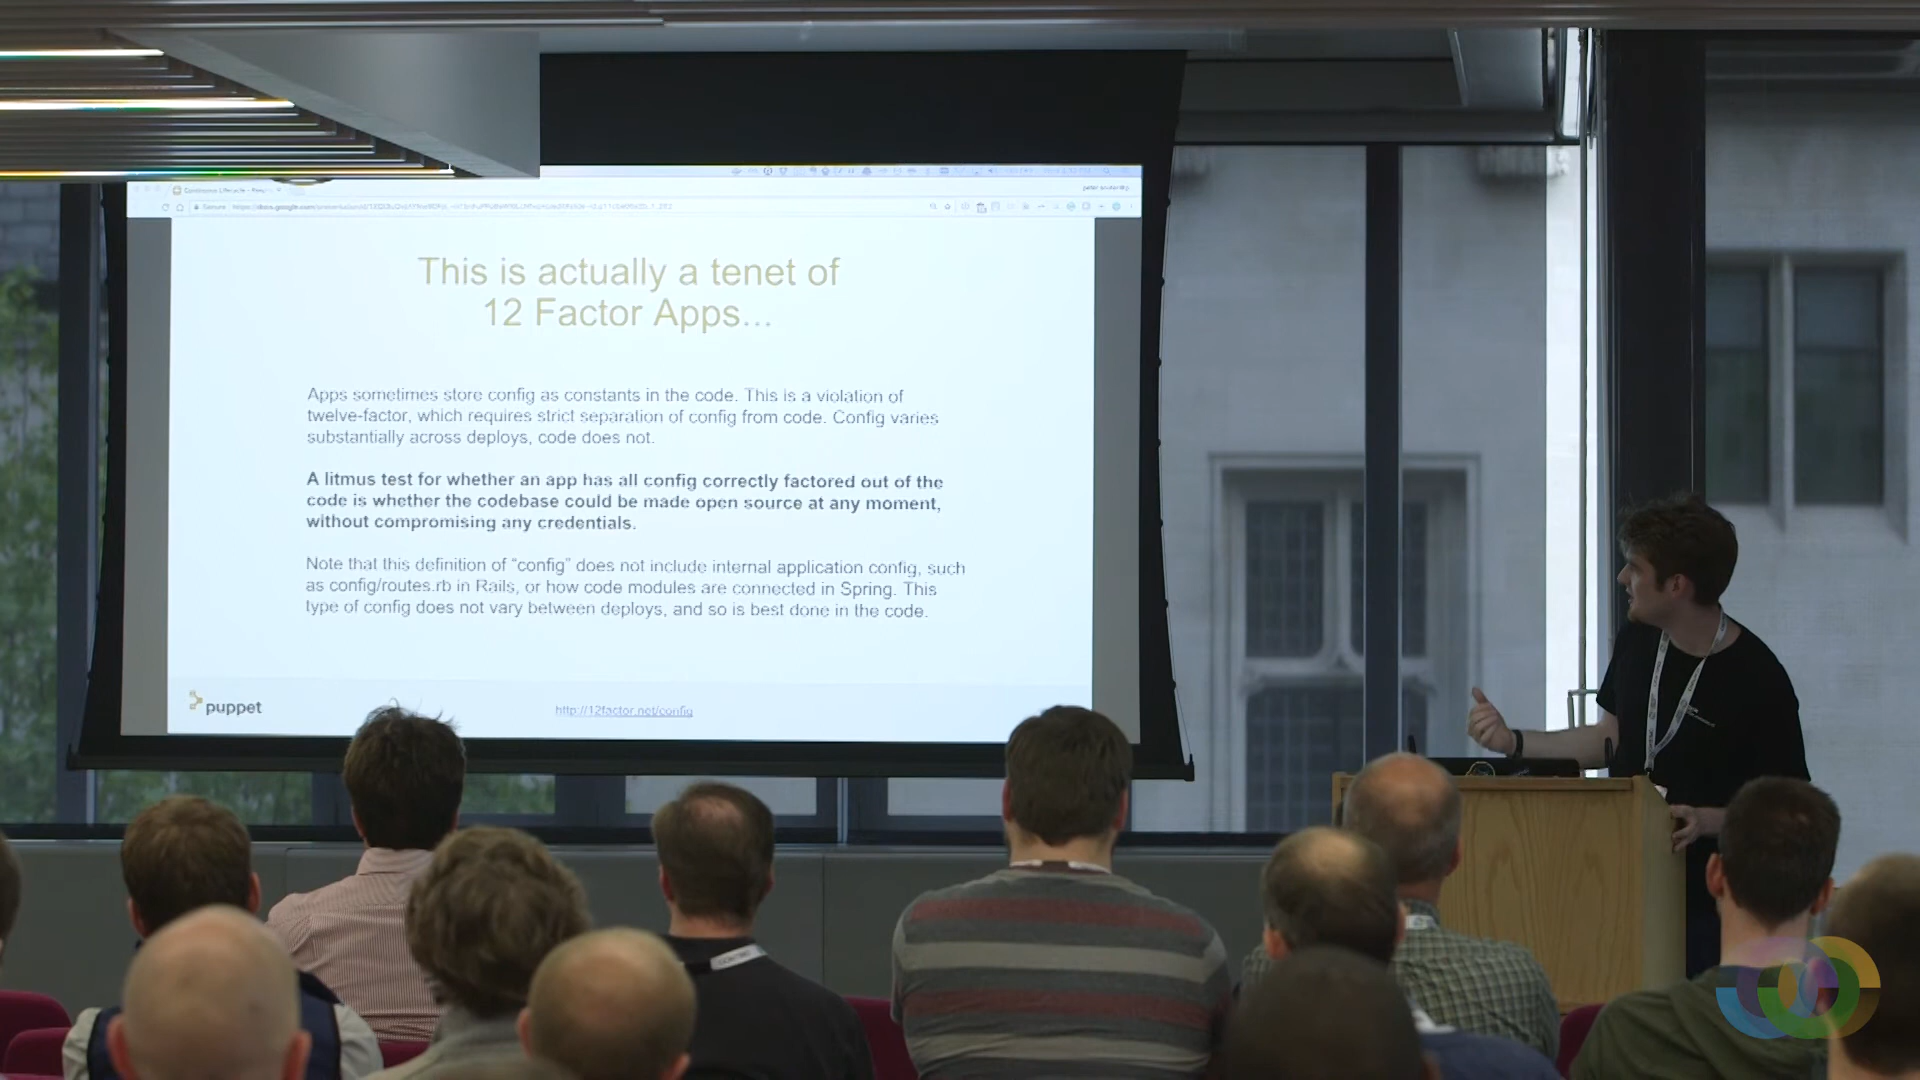 Continuous Lifecycle - Peter
Secure
This is actually a tenet of
12 Factor Apps...
Apps sometimes store config as constants in the code. This is a violation of
twelve-factor, which requires strict separation of config from code. Config varies
substantially across deploys, code does not.
A litmus test for whether an app has all config correctly factored out of the
code is whether the codebase could be made open source at any moment,
without compromising any credentials.
Note that this definition of “config” does not include internal application config, such
as config/routes.rb in Rails, or how code modules are connected in Spring. This
type of config does not vary between deploys, and so is best done in the code.
puppet
http://12factor.net/config